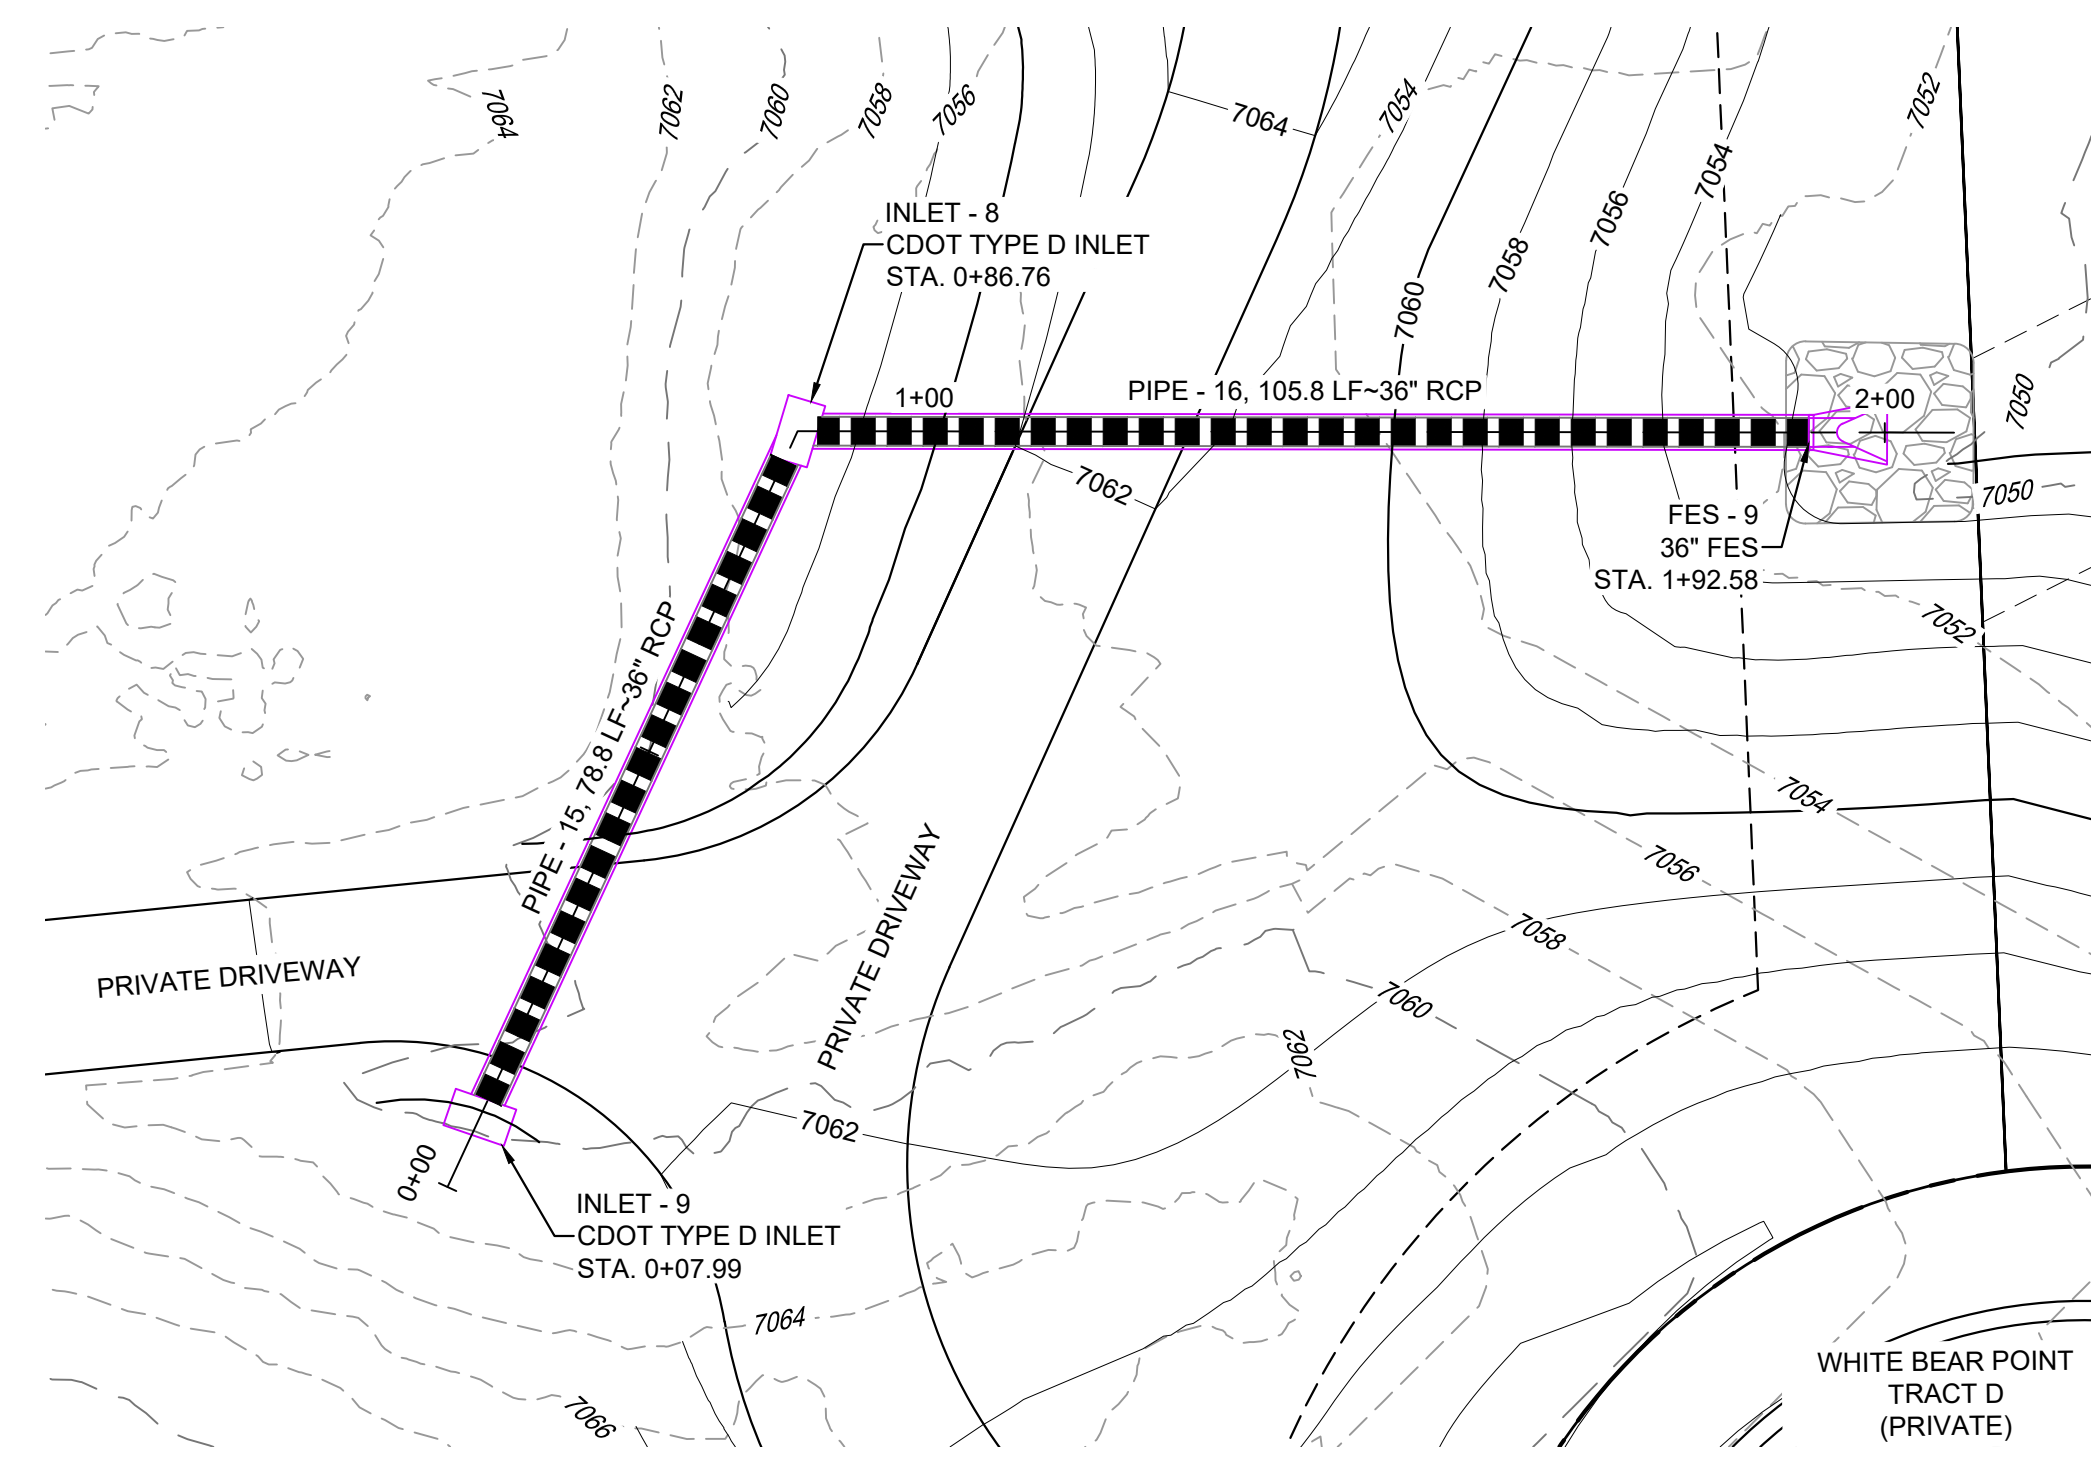 7064
7062
7060
7058
7056
7064
7054
7052
7054
7056
7058
7060
INLET - 8
CDOT TYPE D INLET
STA. 0+86.76
1+00
PIPE - 16, 105.8 LF~36" RCP
2+00
7050
7062
7050
FES - 9
36" FES
STA. 1+92.58
7052
PIPE - 15, 78.8 LF~36" RCP
7054
7056
7058
PRIVATE DRIVEWAY
PRIVATE DRIVEWAY
7060
7062
7062
0+00
INLET - 9
CDOT TYPE D INLET
STA. 0+07.99
7064
7066
WHITE BEAR POINT
TRACT D
(PRIVATE)